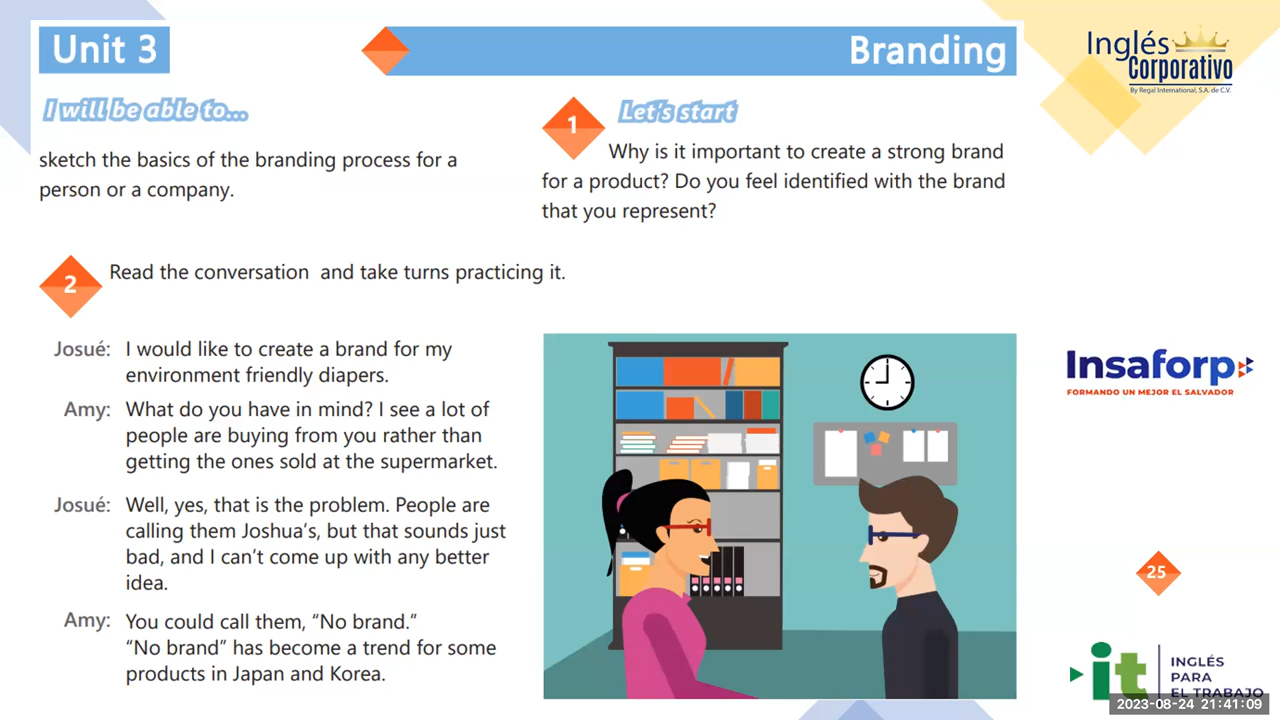 Unit 3
Branding
Inglés
Corporativo
By Regal International, S.A. de C.V.
I will be able to...
sketch the basics of the branding process for a
person or a company.
1
Let's start
Why is it important to create a strong brand
for a product? Do you feel identified with the brand
that you represent?
2
Read the conversation and take turns practicing it.
Josué: I would like to create a brand for my
environment friendly diapers.
Amy: What do you have in mind? I see a lot of
people are buying from you rather than
getting the ones sold at the supermarket.
Josué: Well, yes, that is the problem. People are
calling them Joshua's, but that sounds just
bad, and I can't come up with any better
idea.
Amy: You could call them, "No brand."
"No brand" has become a trend for some
products in Japan and Korea.
Insaforp
FORMANDO UN MEJOR EL SALVADOR
25
it
INGLÉS
PARA
EL TRABAJO
2023-08-24 21:41:09